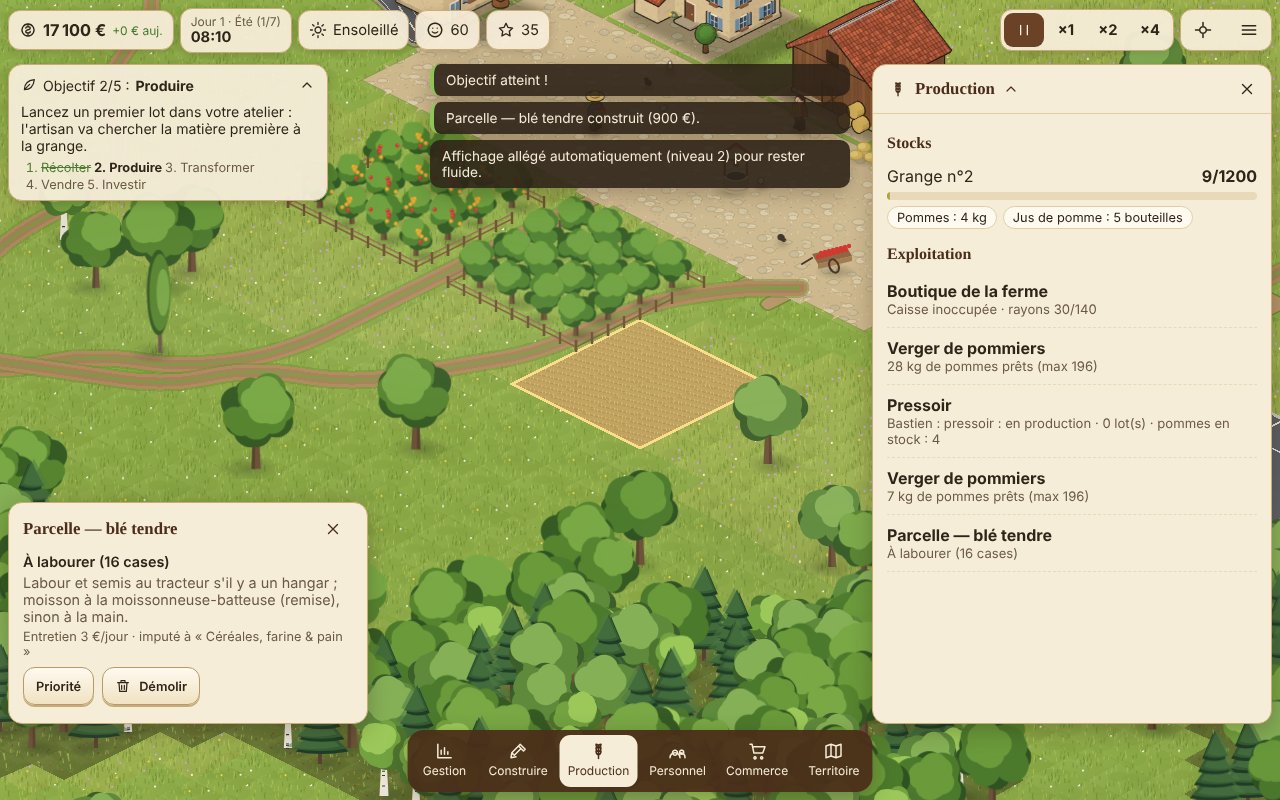 17 100 € +0 € auj.
Jour 1 · Été (1/7)
08:10
Ensoleillé
60
35
×1
×2
×4
Objectif 2/5 : Produire
Lancez un premier lot dans votre atelier :
l'artisan va chercher la matière première à
la grange.
1. Récolter 2. Produire 3. Transformer
4. Vendre 5. Investir
Objectif atteint !
Parcelle — blé tendre construit (900 €).
Affichage allégé automatiquement (niveau 2) pour rester
fluide.
Production
Stocks
Grange n°2 9/1200
Pommes : 4 kg Jus de pomme : 5 bouteilles
Exploitation
Boutique de la ferme
Caisse inoccupée · rayons 30/140
Verger de pommiers
28 kg de pommes prêts (max 196)
Pressoir
Bastien : pressoir : en production · 0 lot(s) · pommes en
stock : 4
Verger de pommiers
7 kg de pommes prêts (max 196)
Parcelle — blé tendre
À labourer (16 cases)
Parcelle — blé tendre
À labourer (16 cases)
Labour et semis au tracteur s'il y a un hangar ;
moisson à la moissonneuse-batteuse (remise),
sinon à la main.
Entretien 3 €/jour · imputé à « Céréales, farine & pain
»
Priorité
Démolir
Gestion
Construire
Production
Personnel
Commerce
Territoire